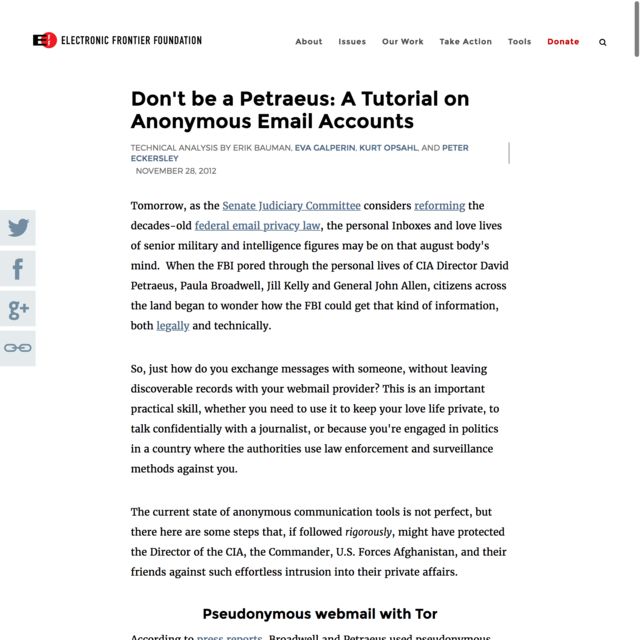 EFF ELECTRONIC FRONTIER FOUNDATION
About Issues Our Work Take Action Tools Donate
Don't be a Petraeus: A Tutorial on
Anonymous Email Accounts
TECHNICAL ANALYSIS BY ERIK BAUMAN, EVA GALPERIN, KURT OPSAHL, AND PETER
ECKERSLEY
NOVEMBER 28, 2012
Tomorrow, as the Senate Judiciary Committee considers reforming the
decades-old federal email privacy law, the personal Inboxes and love lives
of senior military and intelligence figures may be on that august body's
mind. When the FBI pored through the personal lives of CIA Director David
Petraeus, Paula Broadwell, Jill Kelly and General John Allen, citizens across
the land began to wonder how the FBI could get that kind of information,
both legally and technically.
So, just how do you exchange messages with someone, without leaving
discoverable records with your webmail provider? This is an important
practical skill, whether you need to use it to keep your love life private, to
talk confidentially with a journalist, or because you're engaged in politics
in a country where the authorities use law enforcement and surveillance
methods against you.
The current state of anonymous communication tools is not perfect, but
there here are some steps that, if followed rigorously, might have protected
the Director of the CIA, the Commander, U.S. Forces Afghanistan, and their
friends against such effortless intrusion into their private affairs.
Pseudonymous webmail with Tor
According to press reports, Broadwell and Petraeus used pseudonymous